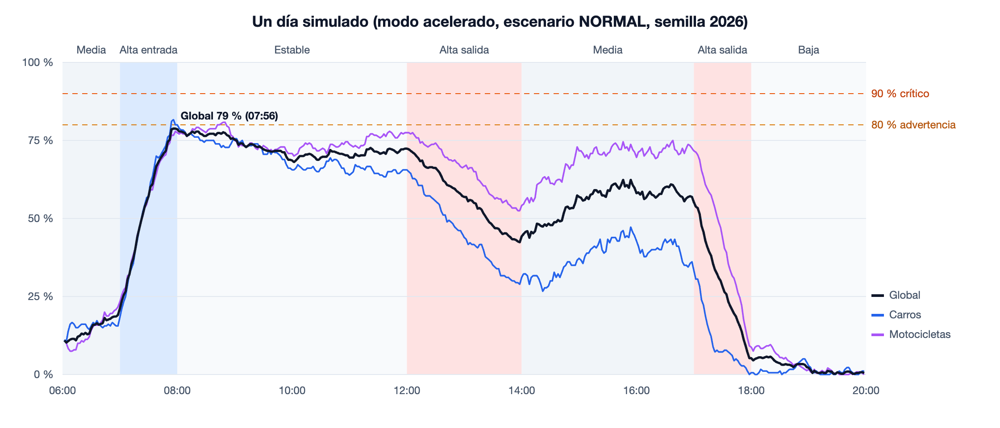 Un día simulado (modo acelerado, escenario NORMAL, semilla 2026)
Media Alta entrada Estable Alta salida Media Alta salida Baja
100 %
90 % crítico
Global 79 % (07:56)
80 % advertencia
75 %
50 %
25 %
Global
Carros
Motocicletas
0 %
06:00 08:00 10:00 12:00 14:00 16:00 18:00 20:00